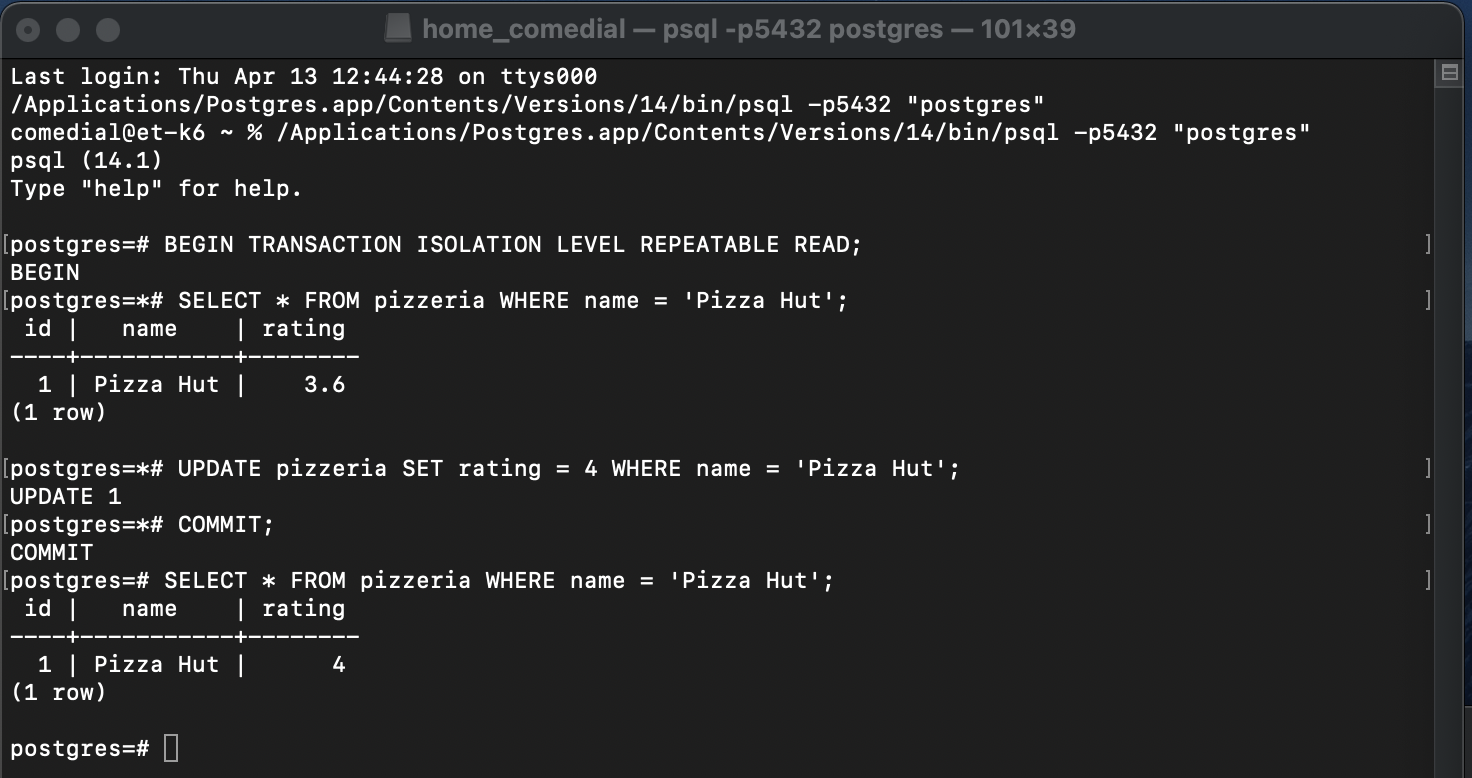 home_comedial — psql -p5432 postgres — 101×39
Last login: Thu Apr 13 12:44:28 on ttys000
/Applications/Postgres.app/Contents/Versions/14/bin/psql -p5432 "postgres"
comedial@et-k6 ~ % /Applications/Postgres.app/Contents/Versions/14/bin/psql -p5432 "postgres"
psql (14.1)
Type "help" for help.

[postgres=# BEGIN TRANSACTION ISOLATION LEVEL REPEATABLE READ; ]
BEGIN
[postgres=*# SELECT * FROM pizzeria WHERE name = 'Pizza Hut'; ]
 id |   name    | rating
----+-----------+--------
  1 | Pizza Hut |    3.6
(1 row)

[postgres=*# UPDATE pizzeria SET rating = 4 WHERE name = 'Pizza Hut'; ]
UPDATE 1
[postgres=*# COMMIT; ]
COMMIT
[postgres=# SELECT * FROM pizzeria WHERE name = 'Pizza Hut'; ]
 id |   name    | rating
----+-----------+--------
  1 | Pizza Hut |      4
(1 row)

postgres=#